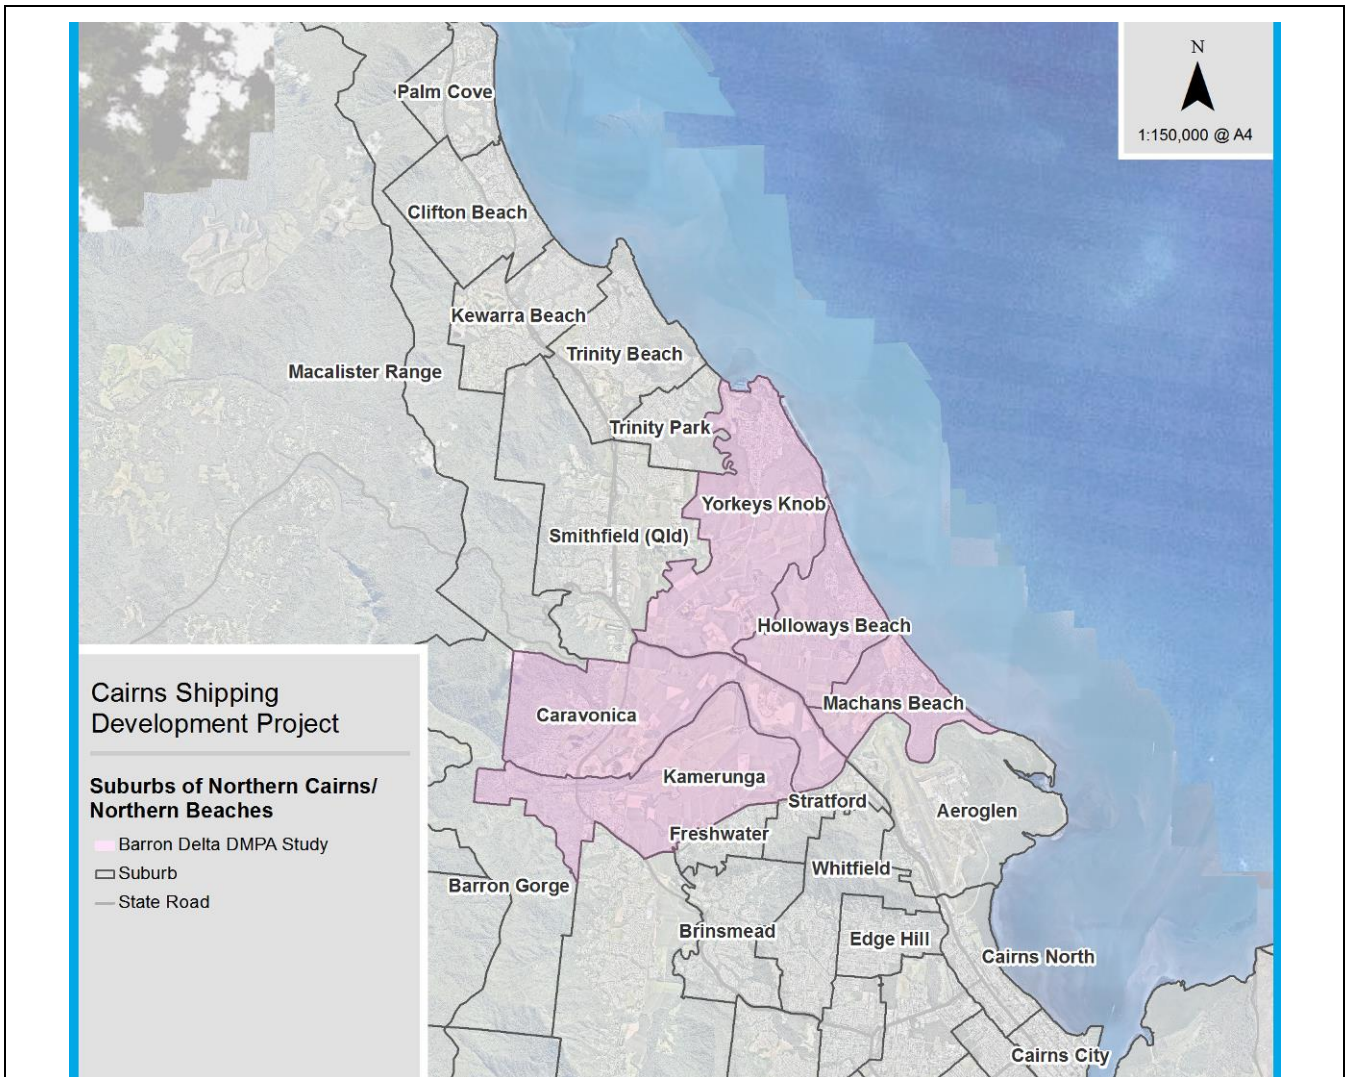 N
1:150,000 @ A4
Palm Cove
Clifton Beach
Kewarra Beach
Trinity Beach
Macalister Range
Trinity Park
Yorkeys Knob
Smithfield (Qld)
Holloways Beach
Machans Beach
Caravonica
Kamerunga
Stratford
Aeroglen
Freshwater
Whitfield
Barron Gorge
Brinsmead
Edge Hill
Cairns North
Cairns City
Cairns Shipping
Development Project
Suburbs of Northern Cairns/
Northern Beaches
Barron Delta DMPA Study
Suburb
State Road